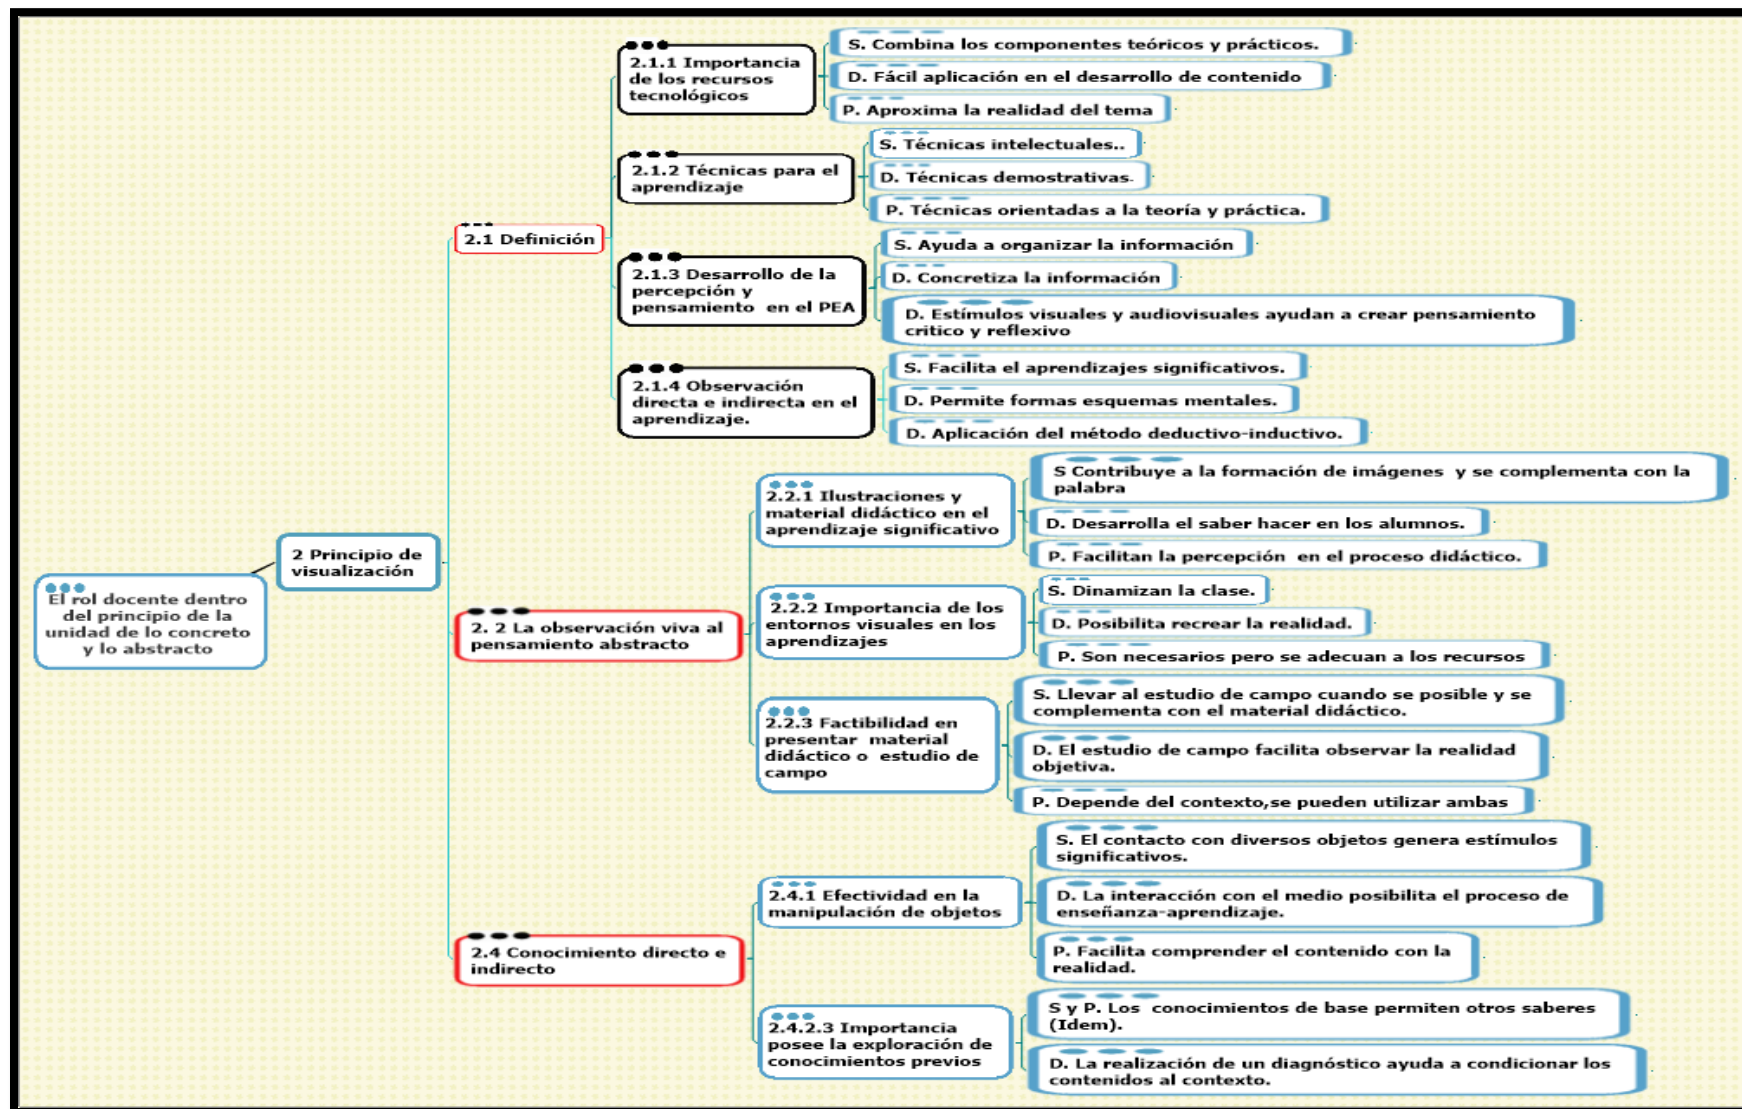 El rol docente dentro
del principio de la
unidad de lo concreto
y lo abstracto
2 Principio de
visualización
2.1 Definición
2.1.1 Importancia
de los recursos
tecnológicos
S. Combina los componentes teóricos y prácticos.
D. Fácil aplicación en el desarrollo de contenido
P. Aproxima la realidad del tema
2.1.2 Técnicas para el
aprendizaje
S. Técnicas intelectuales..
D. Técnicas demostrativas.
P. Técnicas orientadas a la teoría y práctica.
2.1.3 Desarrollo de la
percepción y
pensamiento en el PEA
S. Ayuda a organizar la información
D. Concretiza la información
D. Estímulos visuales y audiovisuales ayudan a crear pensamiento
critico y reflexivo
2.1.4 Observación
directa e indirecta en el
aprendizaje.
S. Facilita el aprendizajes significativos.
D. Permite formas esquemas mentales.
D. Aplicación del método deductivo-inductivo.
2. 2 La observación viva al
pensamiento abstracto
2.2.1 Ilustraciones y
material didáctico en el
aprendizaje significativo
S Contribuye a la formación de imágenes y se complementa con la
palabra
D. Desarrolla el saber hacer en los alumnos.
P. Facilitan la percepción en el proceso didáctico.
2.2.2 Importancia de los
entornos visuales en los
aprendizajes
S. Dinamizan la clase.
D. Posibilita recrear la realidad.
P. Son necesarios pero se adecuan a los recursos
2.2.3 Factibilidad en
presentar material
didáctico o estudio de
campo
S. Llevar al estudio de campo cuando se posible y se
complementa con el material didáctico.
D. El estudio de campo facilita observar la realidad
objetiva.
P. Depende del contexto,se pueden utilizar ambas
2.4 Conocimiento directo e
indirecto
2.4.1 Efectividad en la
manipulación de objetos
S. El contacto con diversos objetos genera estímulos
significativos.
D. La interacción con el medio posibilita el proceso de
enseñanza-aprendizaje.
P. Facilita comprender el contenido con la
realidad.
2.4.2.3 Importancia
posee la exploración de
conocimientos previos
S y P. Los conocimientos de base permiten otros saberes
(Idem).
D. La realización de un diagnóstico ayuda a condicionar los
contenidos al contexto.